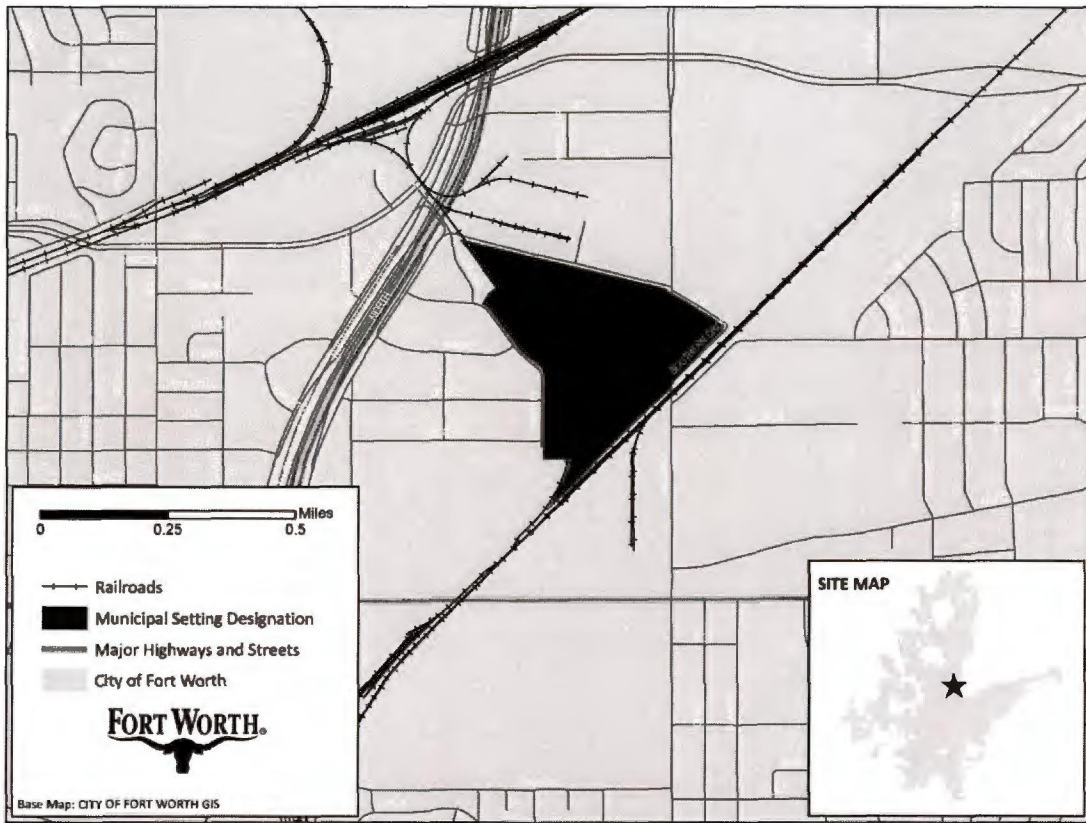 NORTH
Miles
0 0.25 0.5
Railroads
Municipal Setting Designation
Major Highways and Streets
City of Fort Worth
FORT WORTH®
Base Map: CITY OF FORT WORTH GIS
SITE MAP